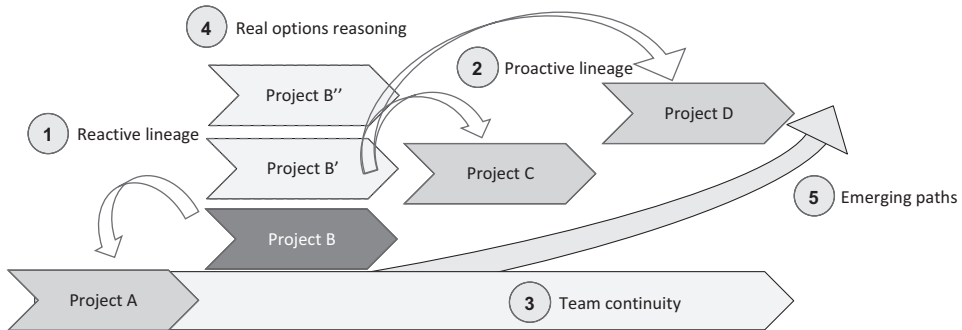 4 Real options reasoning
2 Proactive lineage
Project B’’
Project D
1 Reactive lineage
Project B’
Project C
5 Emerging paths
Project B
Project A
3 Team continuity